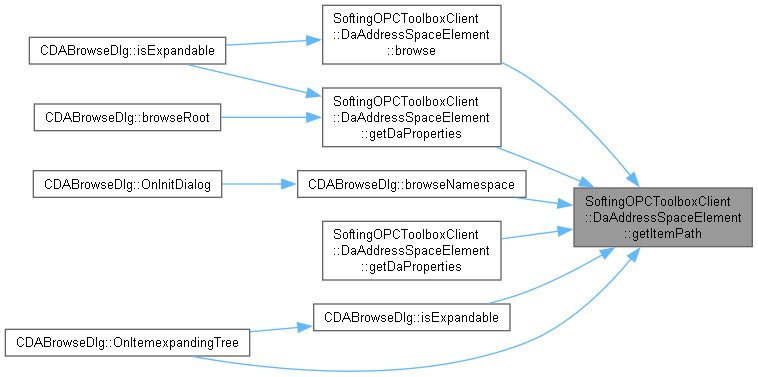 SoftingOPCToolboxClient
::DaAddressSpaceElement
::browse
CDABrowseDlg::isExpandable
SoftingOPCToolboxClient
::DaAddressSpaceElement
::getDaProperties
CDABrowseDlg::browseRoot
CDABrowseDlg::OnInitDialog
CDABrowseDlg::browseNamespace
SoftingOPCToolboxClient
::DaAddressSpaceElement
::getItemPath
SoftingOPCToolboxClient
::DaAddressSpaceElement
::getDaProperties
CDABrowseDlg::isExpandable
CDABrowseDlg::OnItemexpandingTree